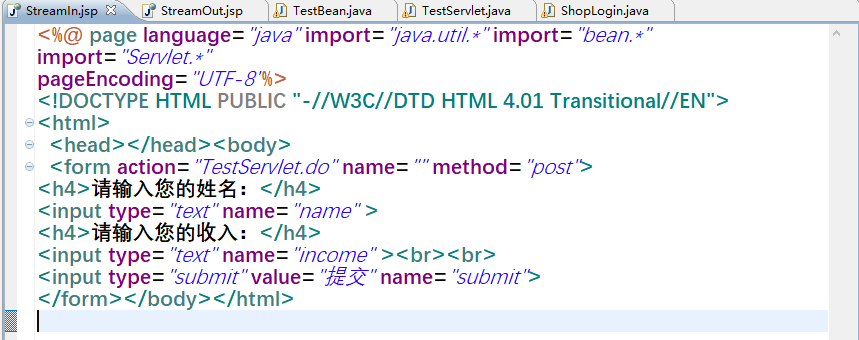 StreamIn.jsp StreamOut.jsp TestBean.java TestServlet.java ShopLogin.java
<%@ page language="java" import="java.util.*" import="bean.*"
import="Servlet.*"
pageEncoding="UTF-8"%>
<!DOCTYPE HTML PUBLIC "-//W3C//DTD HTML 4.01 Transitional//EN">
<html>
<head></head><body>
<form action="TestServlet.do" name="" method="post">
<h4>请输入您的姓名：</h4>
<input type="text" name="name" >
<h4>请输入您的收入：</h4>
<input type="text" name="income" ><br><br>
<input type="submit" value="提交" name="submit">
</form></body></html>